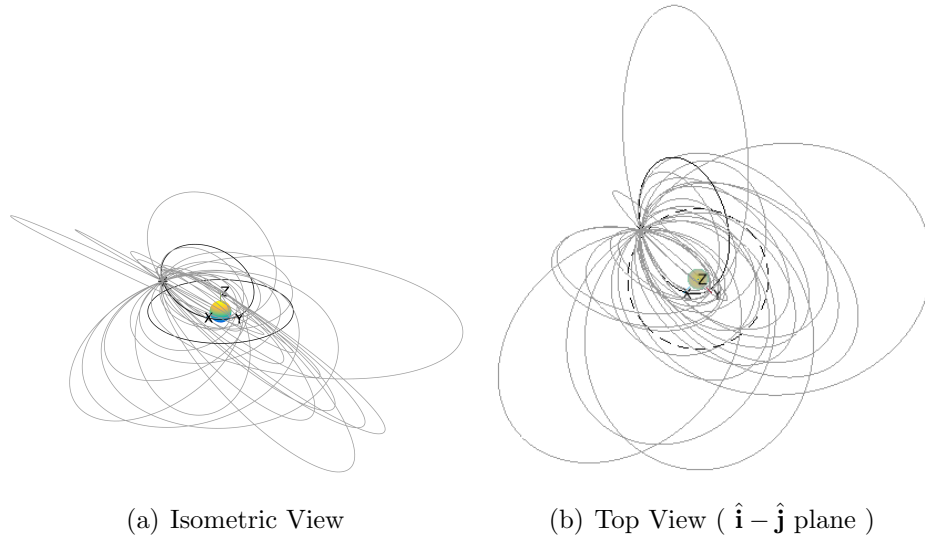 Z
X Y
Z
X Y
(a) Isometric View
(b) Top View ( î − ĵ plane )